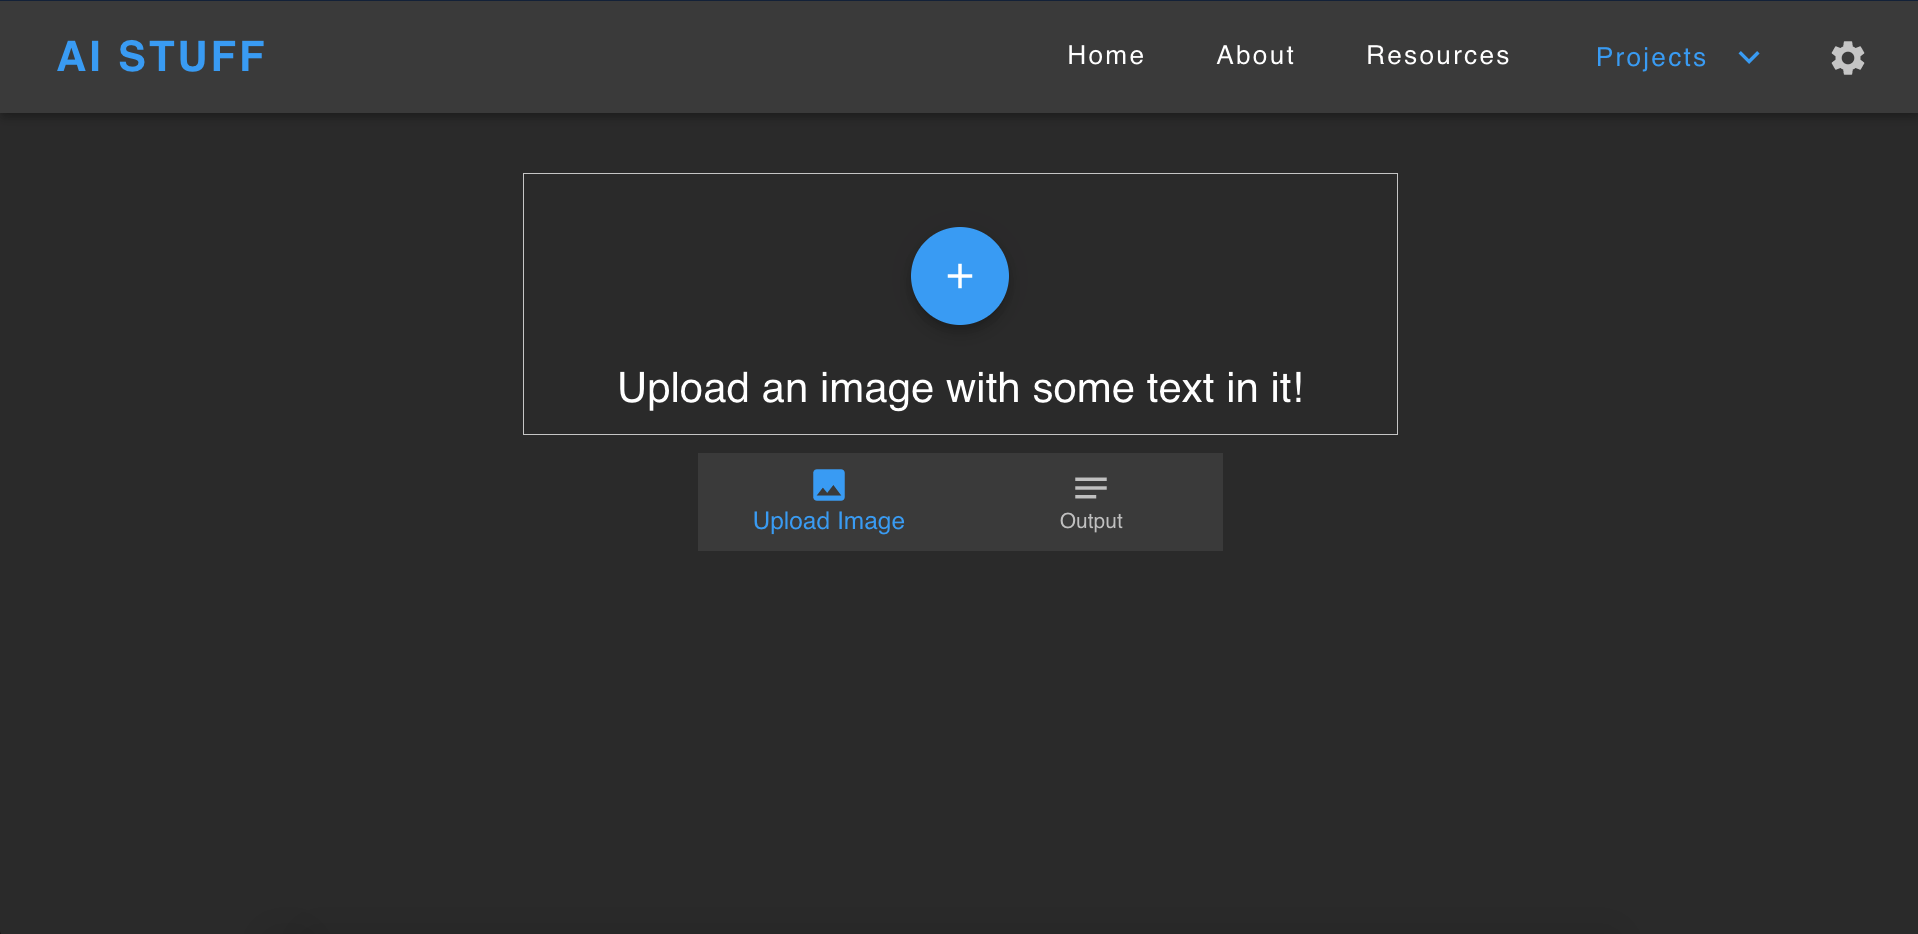 AI STUFF
Home About Resources Projects
Upload an image with some text in it!
Upload Image Output